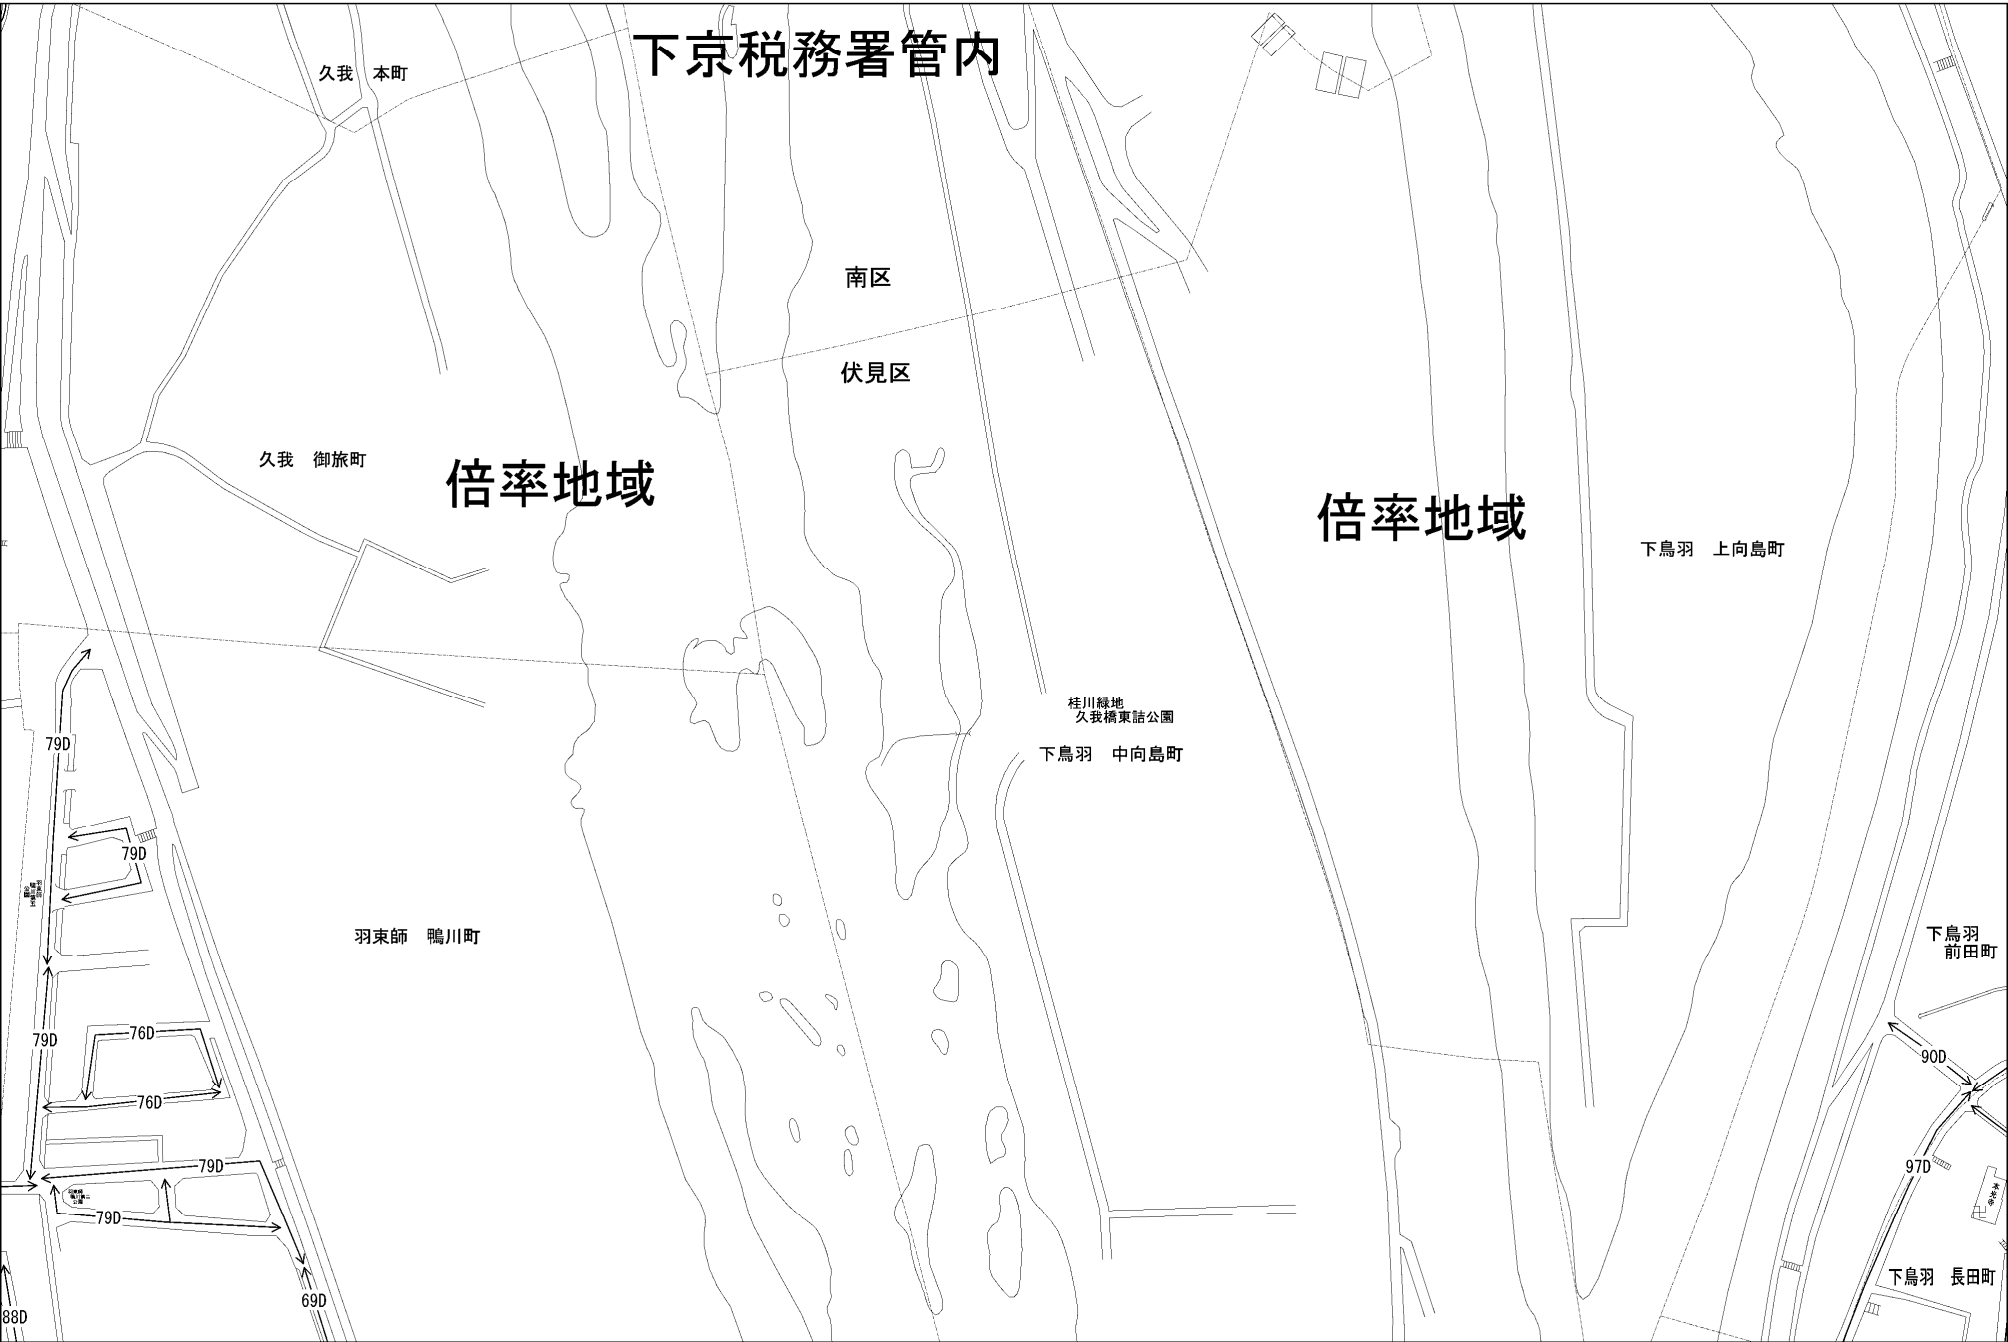 下京税務署管内
久我　本町
南区
伏見区
久我　御旅町
倍率地域
倍率地域
下鳥羽　上向島町
桂川緑地
久我橋東詰公園
下鳥羽　中向島町
79D
79D
羽束師　鴨川町
下鳥羽
前田町
79D
76D
90D
76D
79D
97D
本光寺
79D
下鳥羽　長田町
69D
88D